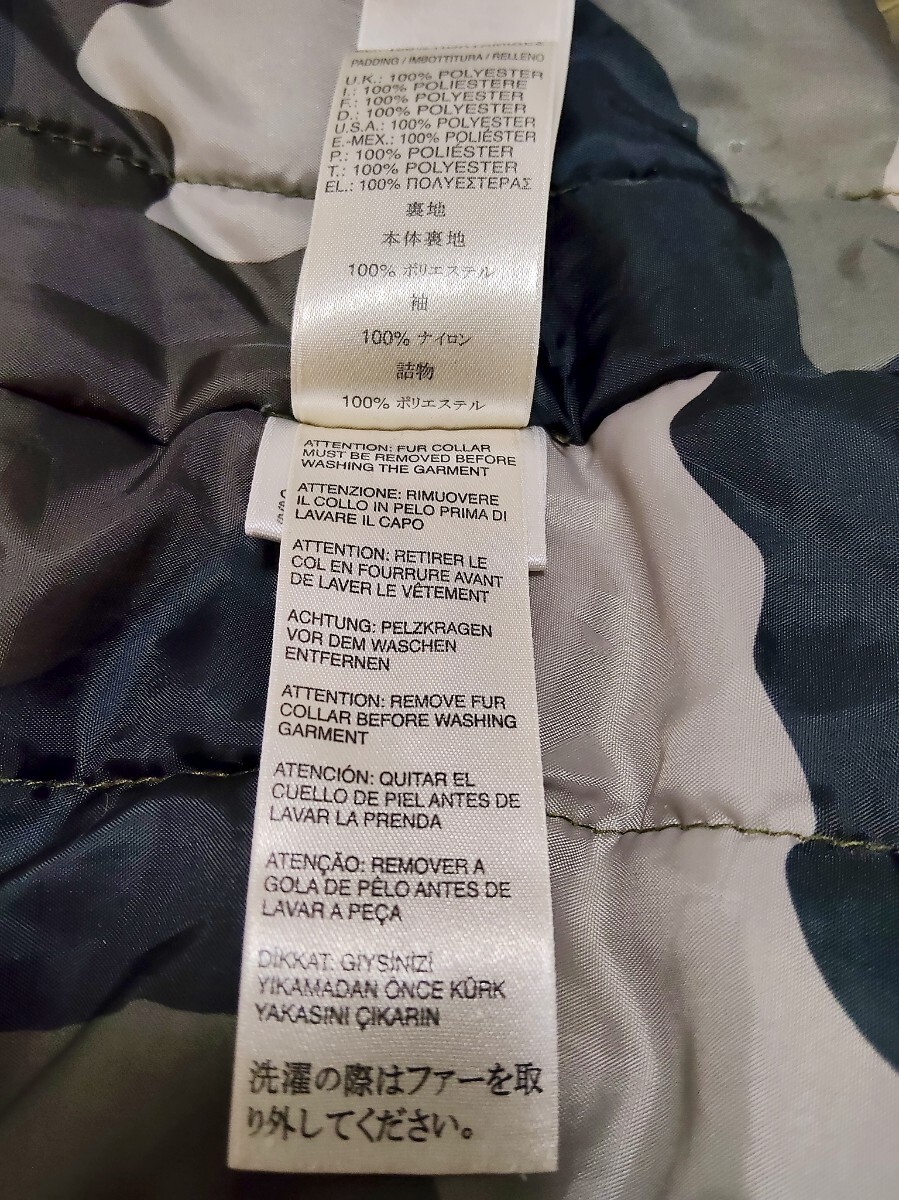 PADDING / IMBOTTITURA / RELLENO
U.K.: 100% POLYESTER
I.: 100% POLIESTERE
F.: 100% POLYESTER
D.: 100% POLYESTER
U.S.A.: 100% POLYESTER
E.-MEX.: 100% POLIÉSTER
P.: 100% POLIÉSTER
T.: 100% POLYESTER
EL.: 100% ΠΟΛΥΕΣΤΕΡΑΣ
裏地
本体裏地
100% ポリエステル
袖
100% ナイロン
詰物
100% ポリエステル
ATTENTION: FUR COLLAR
MUST BE REMOVED BEFORE
WASHING THE GARMENT
ATTENZIONE: RIMUOVERE
IL COLLO IN PELO PRIMA DI
LAVARE IL CAPO
ATTENTION: RETIRER LE
COL EN FOURRURE AVANT
DE LAVER LE VÊTEMENT
ACHTUNG: PELZKRAGEN
VOR DEM WASCHEN
ENTFERNEN
ATTENTION: REMOVE FUR
COLLAR BEFORE WASHING
GARMENT
ATENCIÓN: QUITAR EL
CUELLO DE PIEL ANTES DE
LAVAR LA PRENDA
ATENÇÃO: REMOVER A
GOLA DE PÊLO ANTES DE
LAVAR A PEÇA
DİKKAT: GİYSİNİZİ
YIKAMADAN ÖNCE KÜRK
YAKASINI ÇIKARIN
洗濯の際はファーを取
り外してください。